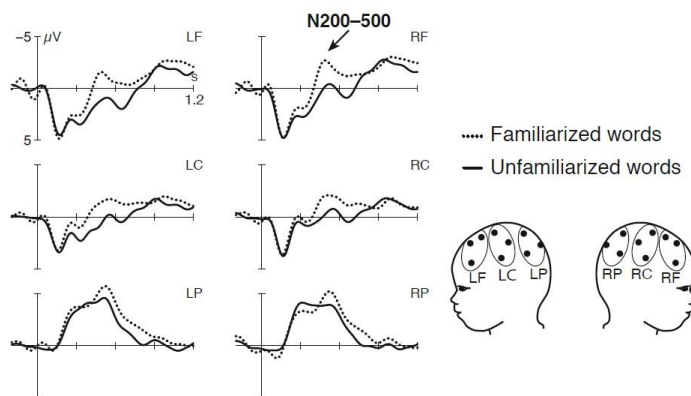 N200–500
−5 µV LF RF
s
1.2
5
Familiarized words
Unfamiliarized words
LC RC
LF LC LP RP RC RF
LP RP